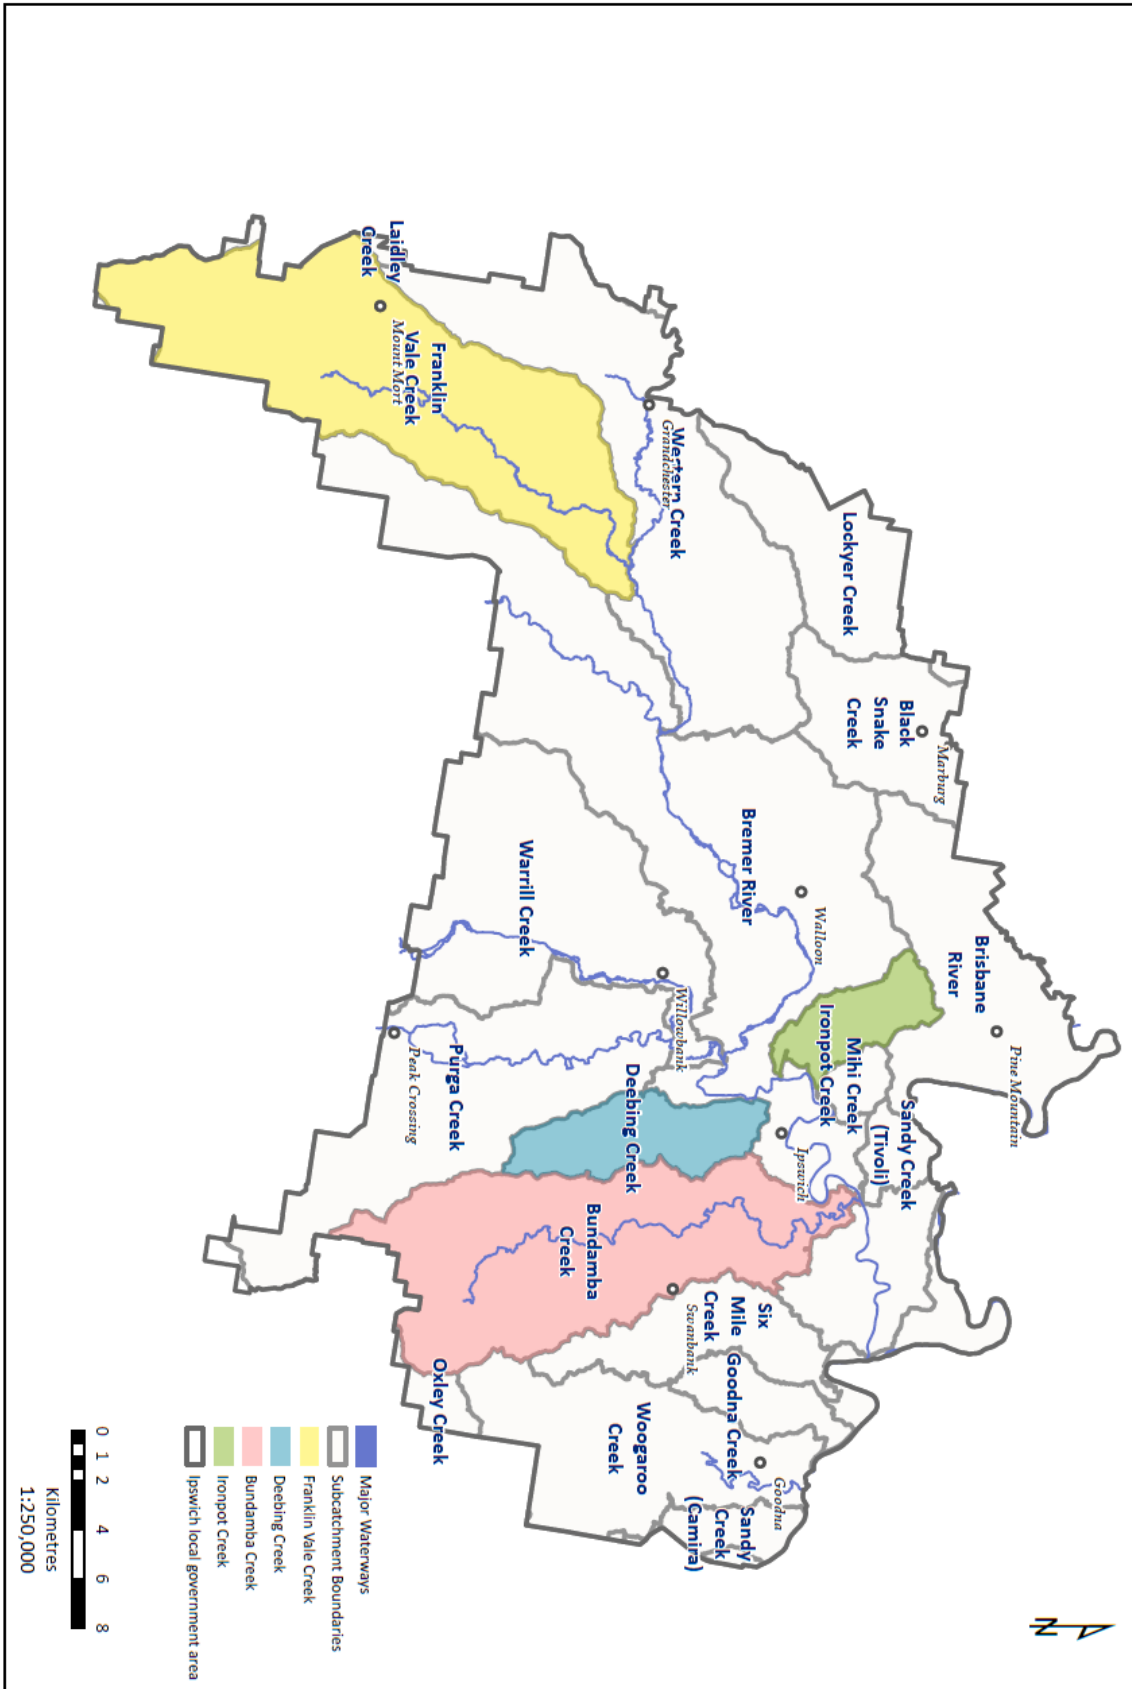 Laidley
Creek
Franklin
Vale Creek
Mount Mort
Western Creek
Grandchester
Lockyer Creek
Black
Snake
Creek
Marburg
Brisbane
River
Pine Mountain
Bremer River
Walloon
Warrill Creek
Willowbank
Ironpot Creek
Mihi Creek
Sandy Creek
(Tivoli)
Purga Creek
Peak Crossing
Deebing Creek
Ipswich
Bundamba
Creek
Six
Mile
Creek
Swanbank
Goodna Creek
Goodna
Woogaroo
Creek
Oxley Creek
Sandy
Creek
(Camira)
N
Major Waterways
Subcatchment Boundaries
Franklin Vale Creek
Deebing Creek
Bundamba Creek
Ironpot Creek
Ipswich local government area
0 1 2 4 6 8
Kilometres
1:250,000